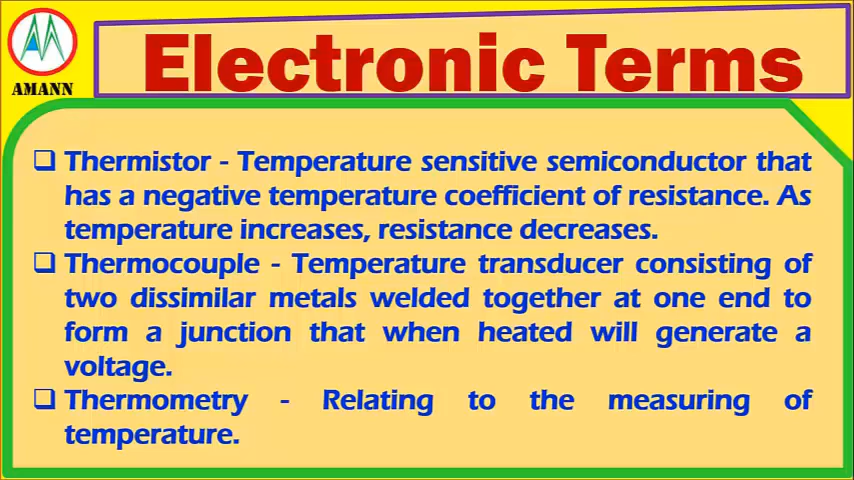 AMANN
Electronic Terms
❑ Thermistor - Temperature sensitive semiconductor that
has a negative temperature coefficient of resistance. As
temperature increases, resistance decreases.
❑ Thermocouple - Temperature transducer consisting of
two dissimilar metals welded together at one end to
form a junction that when heated will generate a
voltage.
❑ Thermometry - Relating to the measuring of
temperature.